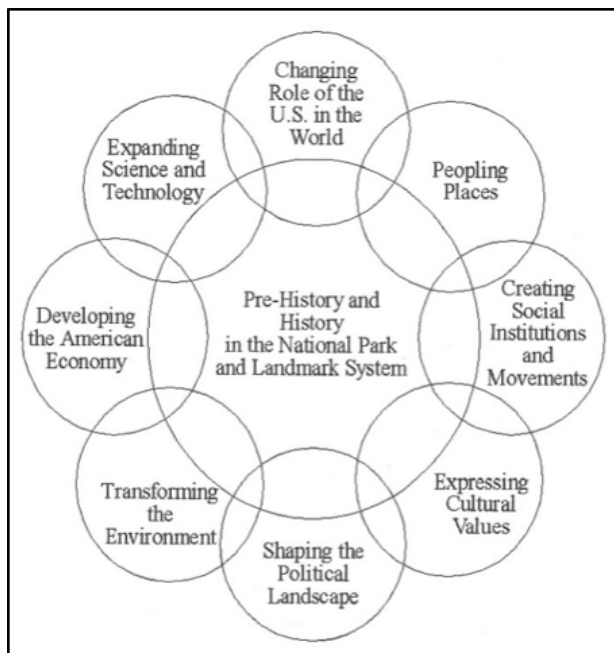 Changing
Role of the
U.S. in the
World
Expanding
Science and
Technology
Peopling
Places
Developing
the American
Economy
Pre-History and
History
in the National Park
and Landmark System
Creating
Social
Institutions
and
Movements
Transforming
the
Environment
Expressing
Cultural
Values
Shaping the
Political
Landscape